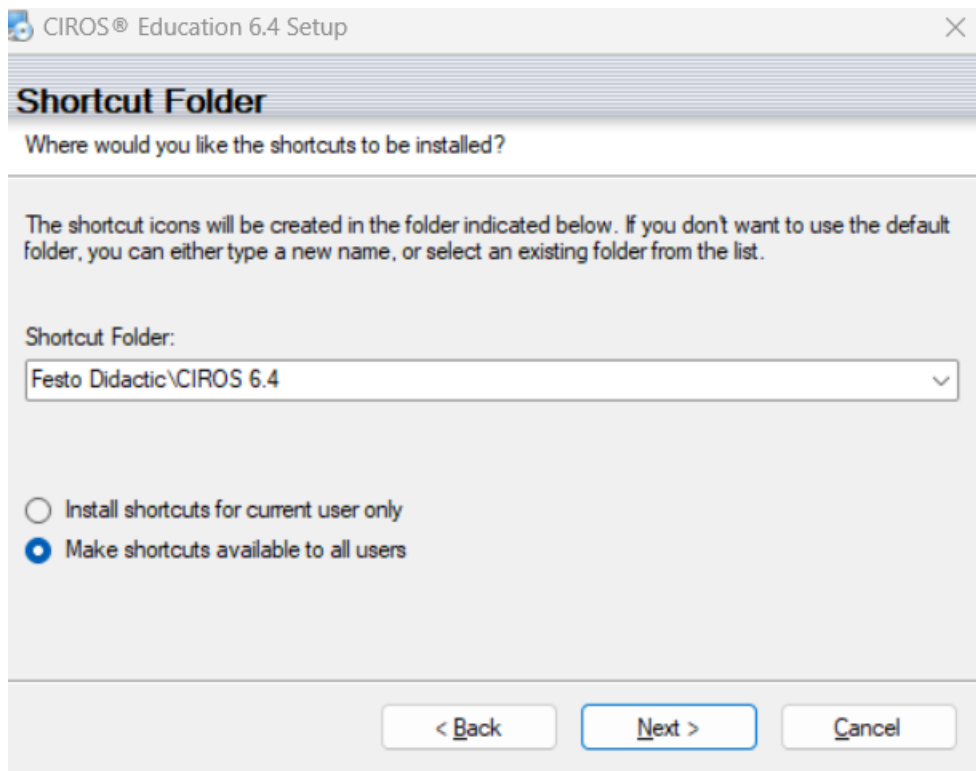 CIROS® Education 6.4 Setup
Shortcut Folder
Where would you like the shortcuts to be installed?
The shortcut icons will be created in the folder indicated below. If you don't want to use the default
folder, you can either type a new name, or select an existing folder from the list.
Shortcut Folder:
Festo Didactic\CIROS 6.4
Install shortcuts for current user only
Make shortcuts available to all users
< Back Next > Cancel